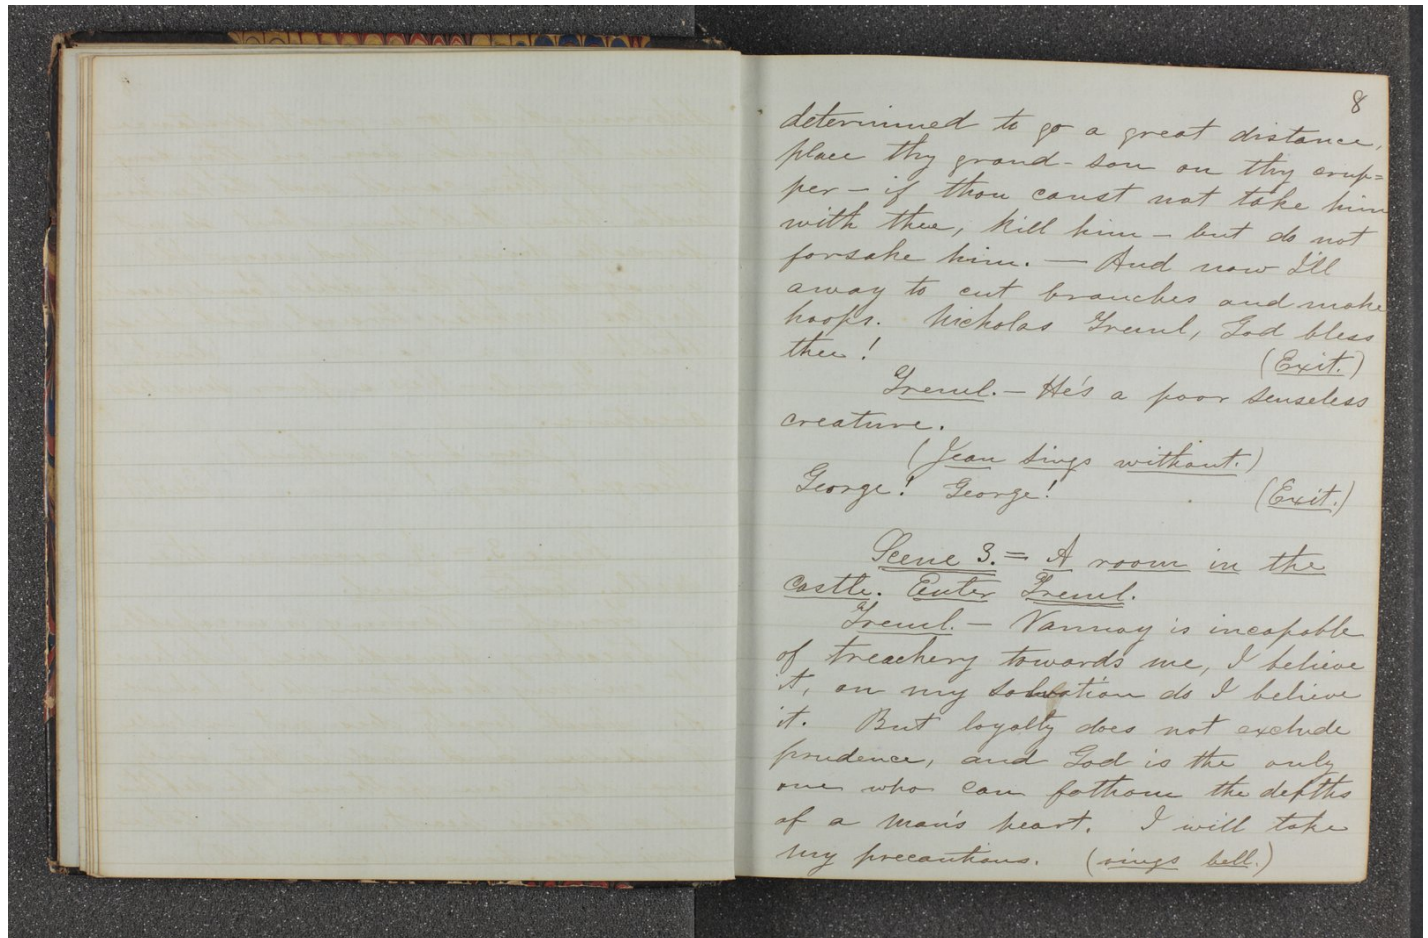 8
determined to go a great distance,
place thy grand-son on thy crup=
per - if thou canst not take him
with thee, kill him - but do not
forsake him. - And now I'll
away to cut branches and make
hoops. Nicholas Treml, God bless
thee! (Exit.)
Treml. - He's a poor senseless
creature.
(Jean sings without.)
George! George! (Exit.)
Scene 3. = A room in the
castle. Enter Treml.
Treml. - Vannoy is incapable
of treachery towards me, I believe
it, on my salvation do I believe
it. But loyalty does not exclude
prudence, and God is the only
one who can fathom the depths
of a man's heart. I will take
my precautions. (rings bell.)